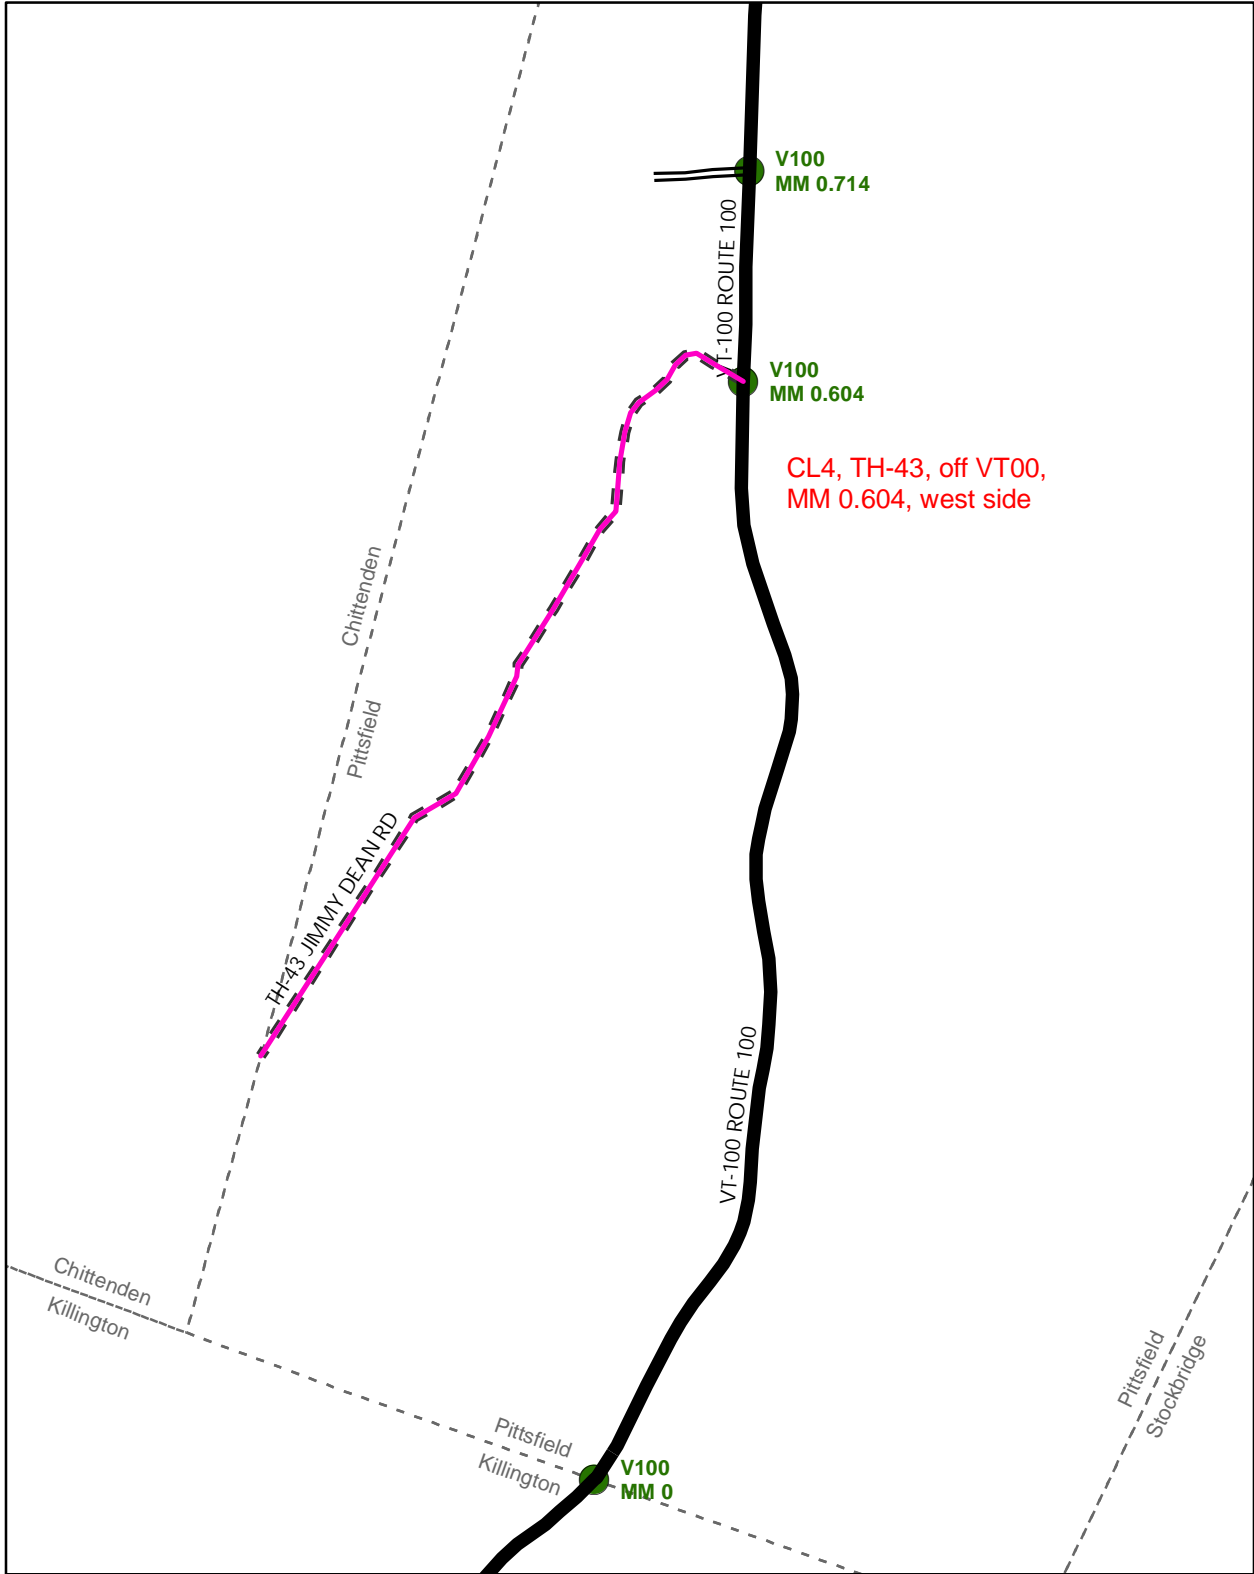 V100
MM 0.714
VT-100 ROUTE 100
V100
MM 0.604
CL4, TH-43, off VT00,
MM 0.604, west side
Chittenden
Pittsfield
TH-43 JIMMY DEAN RD
VT-100 ROUTE 100
Chittenden
Killington
Pittsfield
Stockbridge
Pittsfield
Killington
V100
MM 0